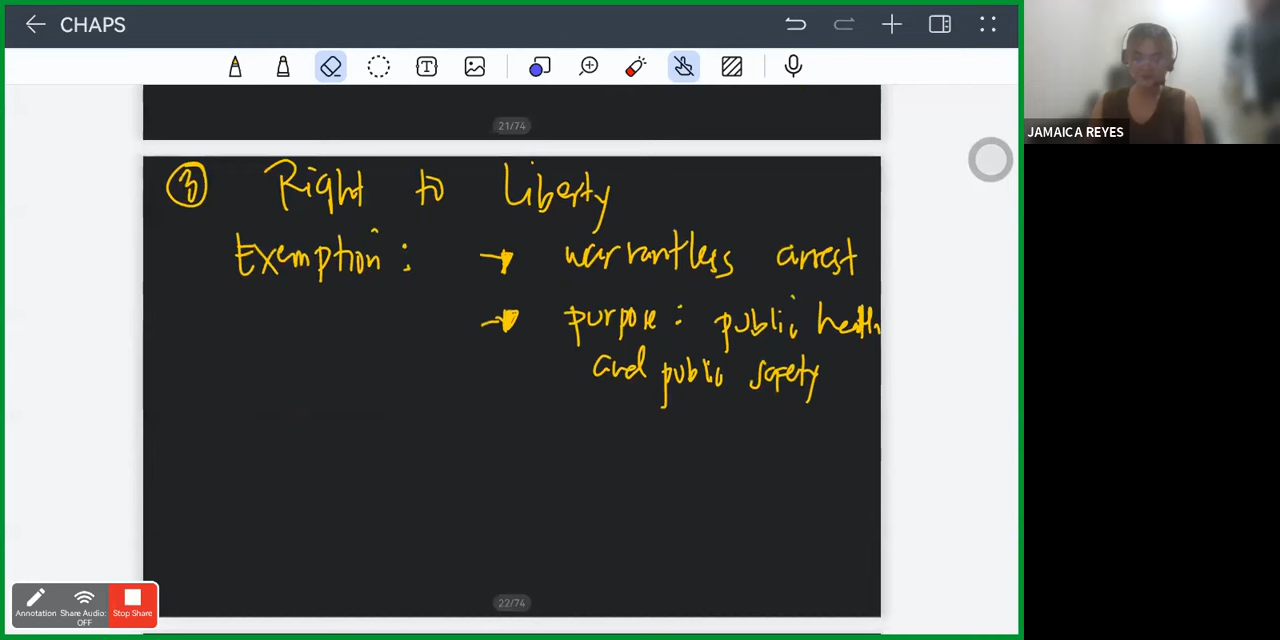 CHAPS
21/74
③ Right to Liberty
Exemption: → warrantless arrest
→ purpose: public health
and public safety
22/74
Annotation
Share Audio:
OFF
Stop Share
JAMAICA REYES